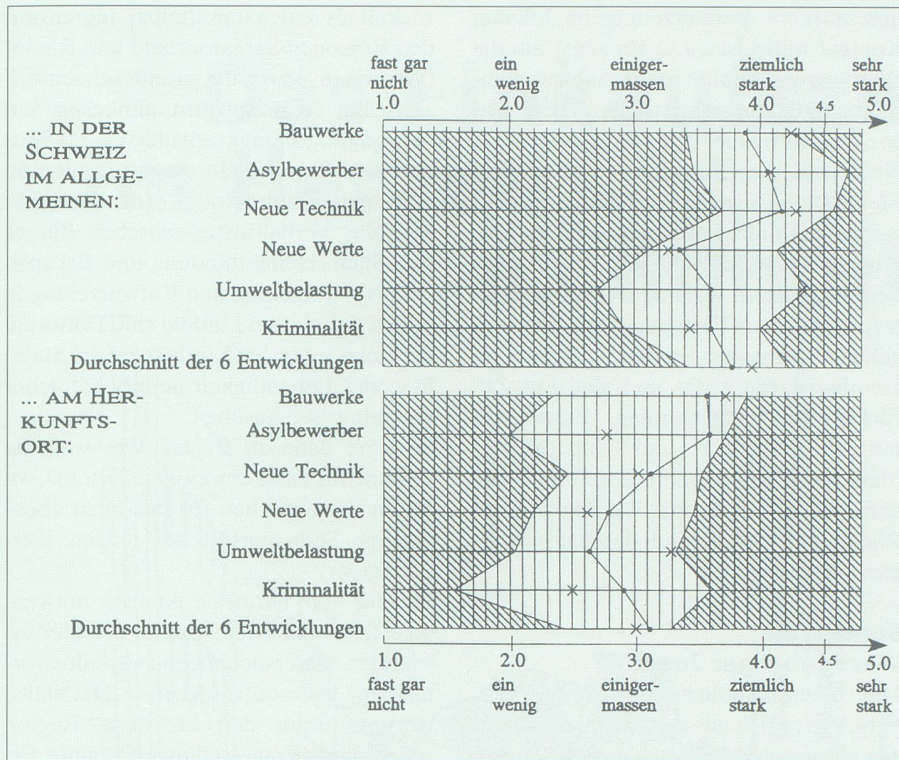 fast gar nicht
ein wenig
einiger-massen
ziemlich stark
sehr stark
1.0 2.0 3.0 4.0 4.5 5.0
... IN DER
SCHWEIZ
IM ALLGE-
MEINEN:
Bauwerke
Asylbewerber
Neue Technik
Neue Werte
Umweltbelastung
Kriminalität
Durchschnitt der 6 Entwicklungen
... AM HER-
KUNFTS-
ORT:
Bauwerke
Asylbewerber
Neue Technik
Neue Werte
Umweltbelastung
Kriminalität
Durchschnitt der 6 Entwicklungen
1.0 2.0 3.0 4.0 4.5 5.0
fast gar nicht
ein wenig
einiger-massen
ziemlich stark
sehr stark